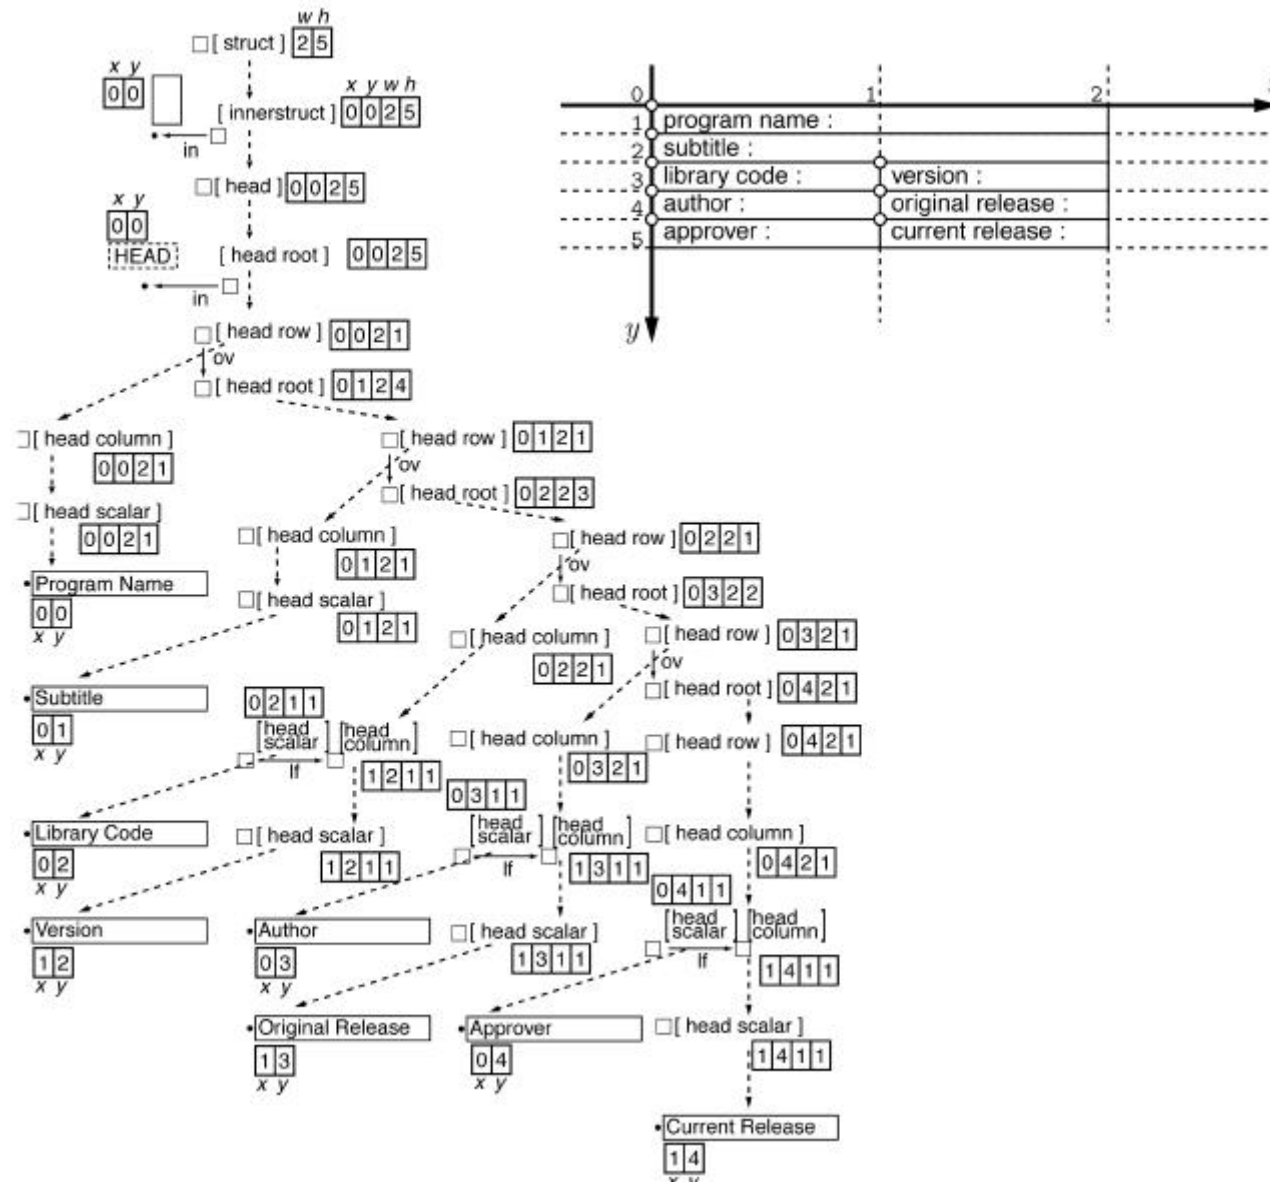 w h
[ struct ] 2 5
x y
0 0
x y w h
[ innerstruct ] 0 0 2 5
in
[ head ] 0 0 2 5
x y
0 0
HEAD
[ head root ] 0 0 2 5
in
[ head row ] 0 0 2 1
ov
[ head root ] 0 1 2 4
[ head column ]
0 0 2 1
[ head scalar ]
0 0 2 1
Program Name
0 0
x y
[ head row ] 0 1 2 1
ov
[ head root ] 0 2 2 3
[ head column ]
0 1 2 1
[ head scalar ]
0 1 2 1
Subtitle
0 1
x y
[ head row ] 0 2 2 1
ov
[ head root ] 0 3 2 2
[ head column ]
0 2 2 1
0 2 1 1
[head scalar] [head column]
lf
1 2 1 1
Library Code
0 2
x y
[ head scalar ]
1 2 1 1
Version
1 2
x y
[ head row ] 0 3 2 1
ov
[ head root ] 0 4 2 1
[ head column ]
0 3 2 1
0 3 1 1
[head scalar] [head column]
lf
1 3 1 1
Author
0 3
x y
[ head scalar ]
1 3 1 1
Original Release
1 3
x y
[ head row ] 0 4 2 1
[ head column ]
0 4 2 1
0 4 1 1
[head scalar] [head column]
lf
1 4 1 1
Approver
0 4
x y
[ head scalar ]
1 4 1 1
Current Release
1 4
x y
0 1 2
1 program name :
2 subtitle :
3 library code : version :
4 author : original release :
5 approver : current release :
y